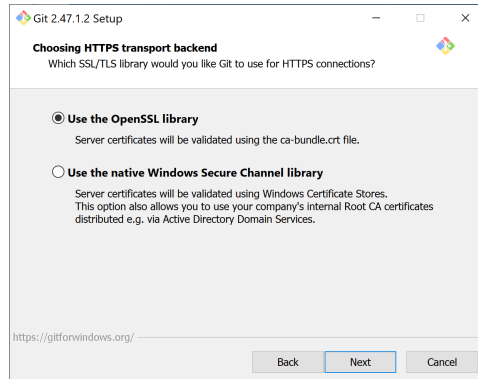 Git 2.47.1.2 Setup
Choosing HTTPS transport backend
Which SSL/TLS library would you like Git to use for HTTPS connections?
Use the OpenSSL library
Server certificates will be validated using the ca-bundle.crt file.
Use the native Windows Secure Channel library
Server certificates will be validated using Windows Certificate Stores.
This option also allows you to use your company's internal Root CA certificates
distributed e.g. via Active Directory Domain Services.
https://gitforwindows.org/
Back Next Cancel